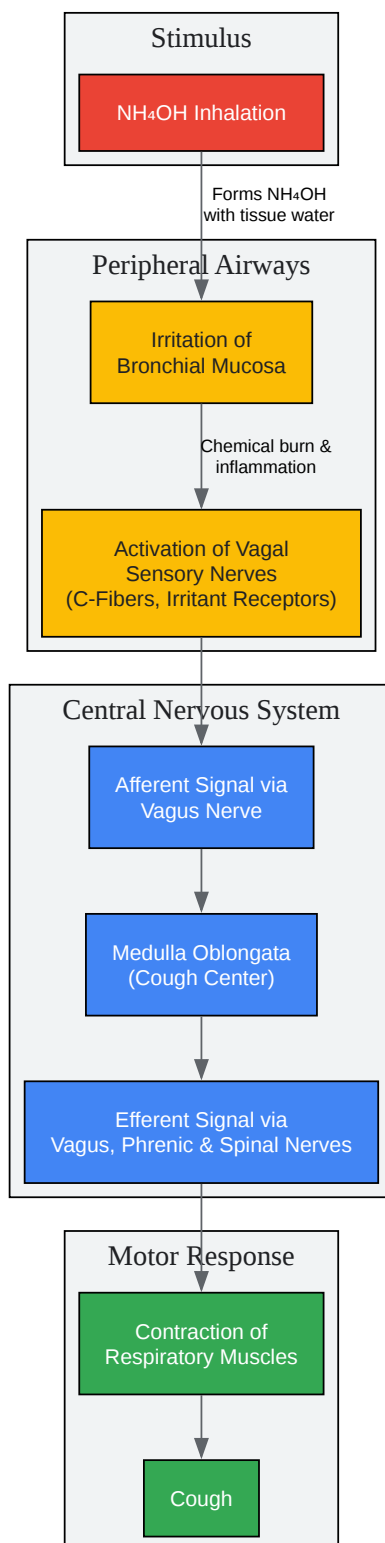 Stimulus
NH₄OH Inhalation
Forms NH₄OH
with tissue water
Peripheral Airways
Irritation of
Bronchial Mucosa
Chemical burn &
inflammation
Activation of Vagal
Sensory Nerves
(C-Fibers, Irritant Receptors)
Central Nervous System
Afferent Signal via
Vagus Nerve
Medulla Oblongata
(Cough Center)
Efferent Signal via
Vagus, Phrenic & Spinal Nerves
Motor Response
Contraction of
Respiratory Muscles
Cough